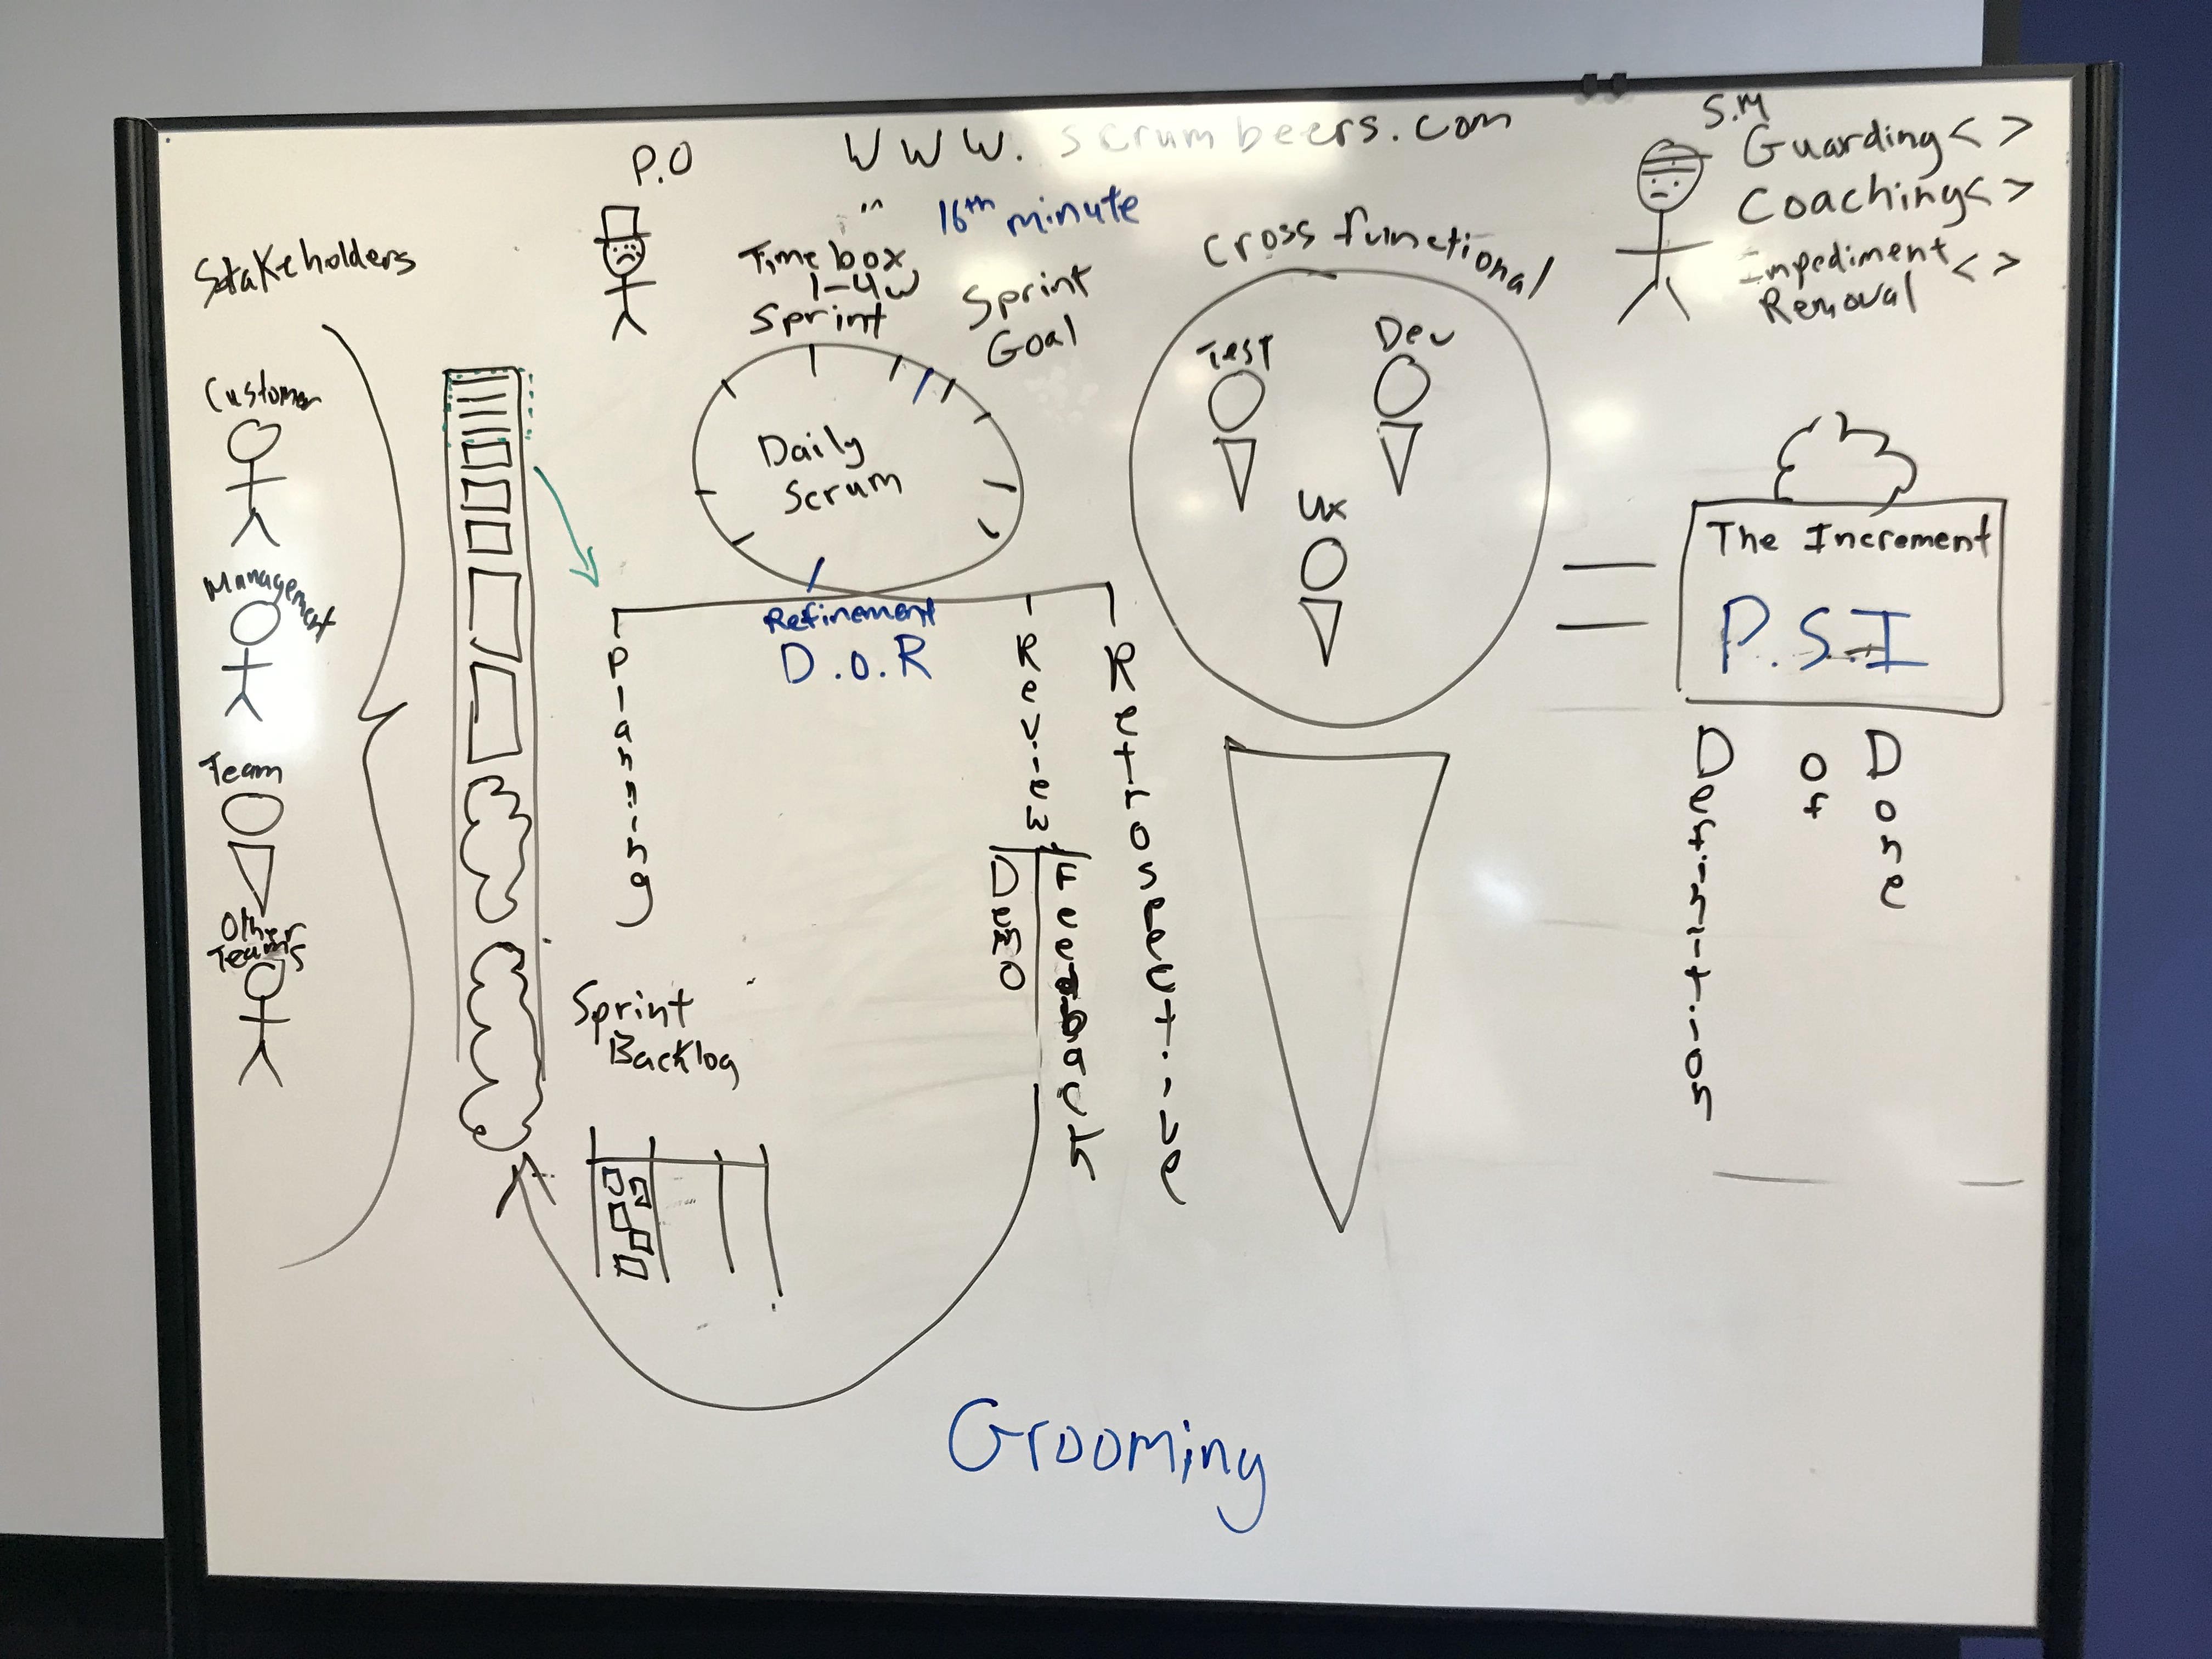 P.O
www.scrumbeers.com
" 16th minute
S.M
Guarding < >
Coaching < >
Impediment < >
Removal
Stakeholders
Customer
Management
Team
Other
Teams
Time box
1-4w
Sprint
Sprint
Goal
Daily
Scrum
Refinement
D.o.R
Planning
Review
Demo
Feedback
Retrospective
Sprint
Backlog
Cross functional
Test
Dev
Ux
=
The Increment
P.S.I
Definition
of
Done
Grooming